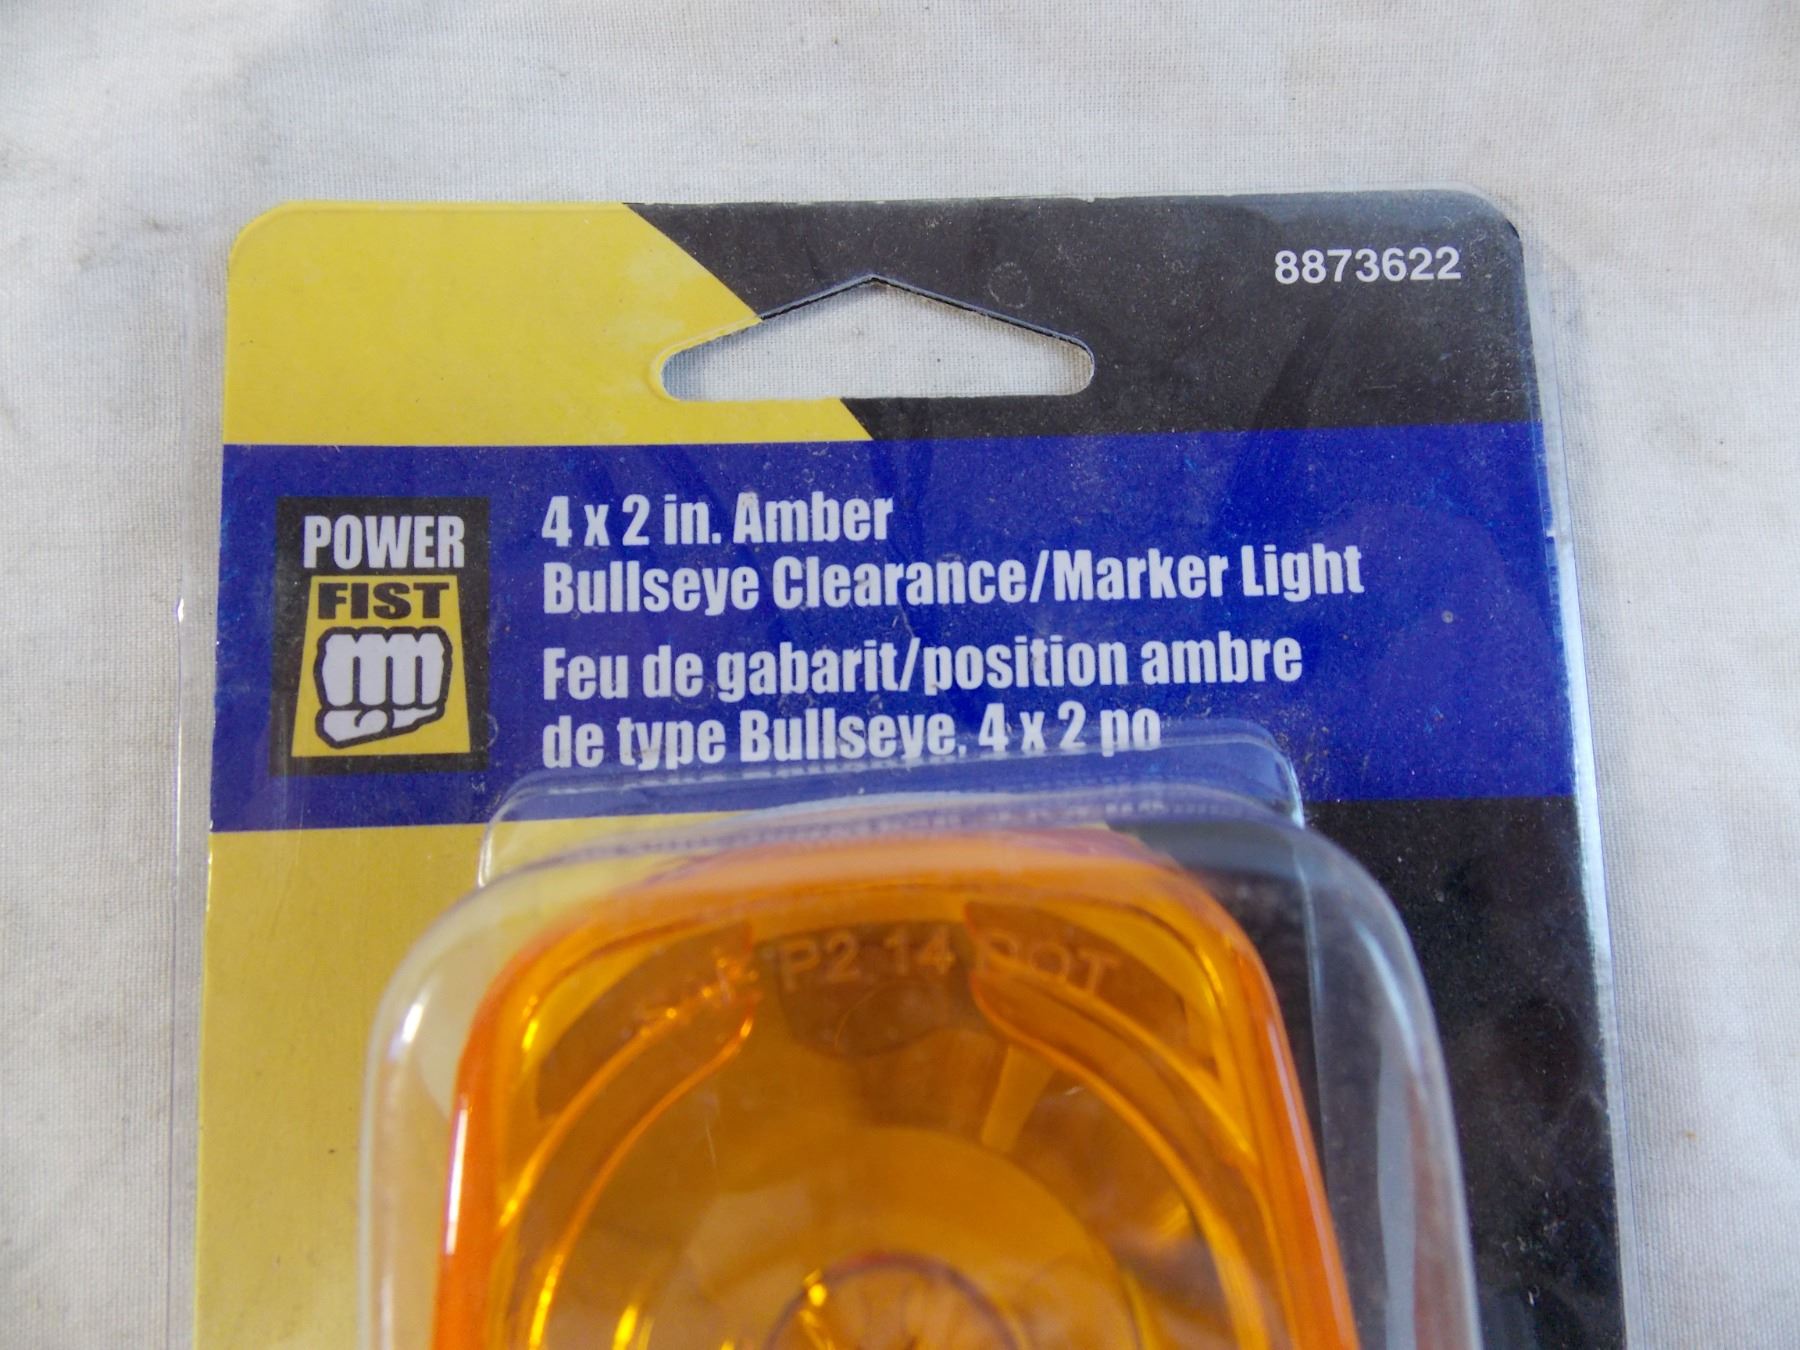 8873622
POWER
FIST
4 x 2 in. Amber
Bullseye Clearance/Marker Light
Feu de gabarit/position ambre
de type Bullseye, 4 x 2 po
P2 14 DOT